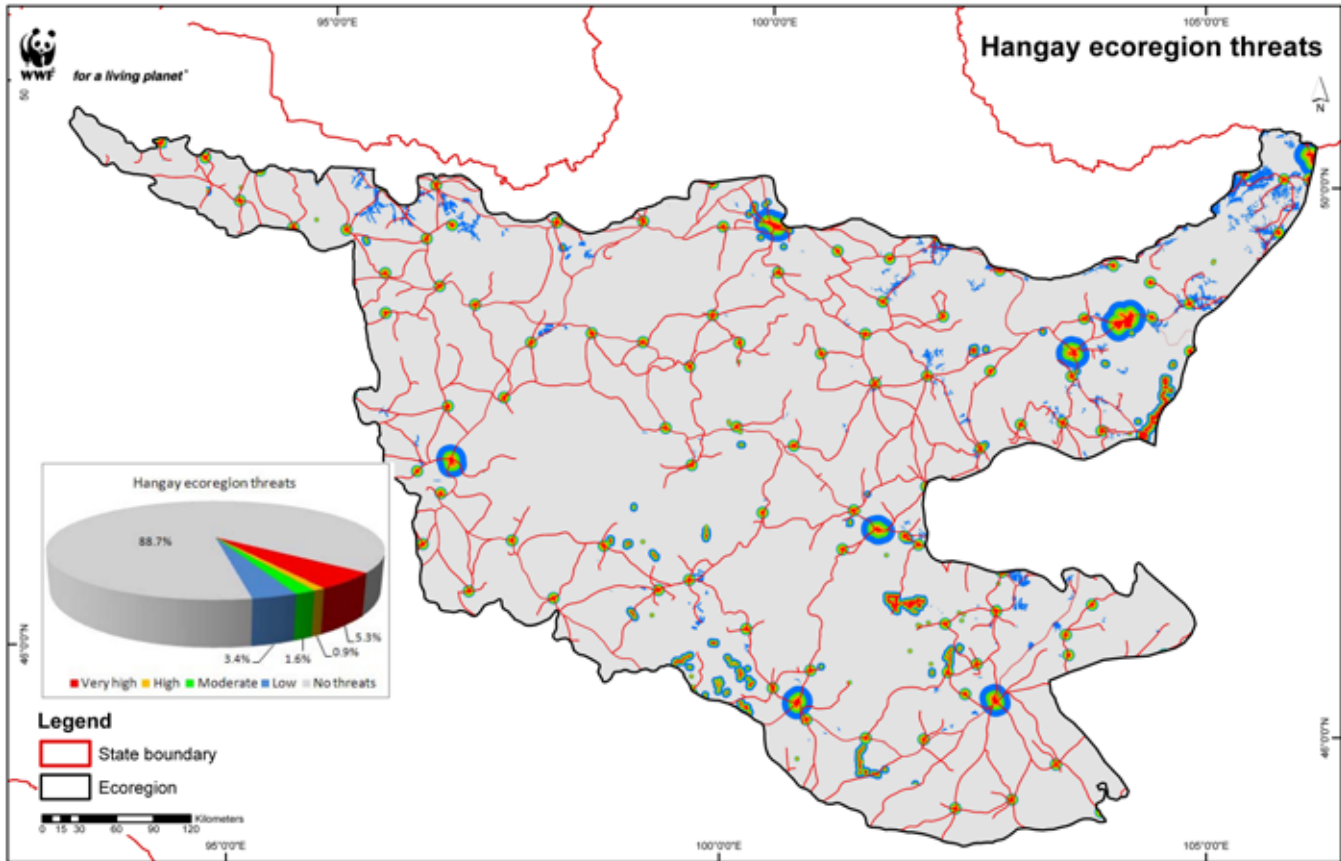 95°0'0"E
100°0'0"E
105°0'0"E
WWF
for a living planet®
Hangay ecoregion threats
N
50
50°0'0"N
Hangay ecoregion threats
88.7%
3.4%
1.6%
0.9%
5.3%
Very high High Moderate Low No threats
46°0'0"N
46°0'0"N
Legend
State boundary
Ecoregion
Kilometers
0 15 30 60 90 120
95°0'0"E
100°0'0"E
105°0'0"E